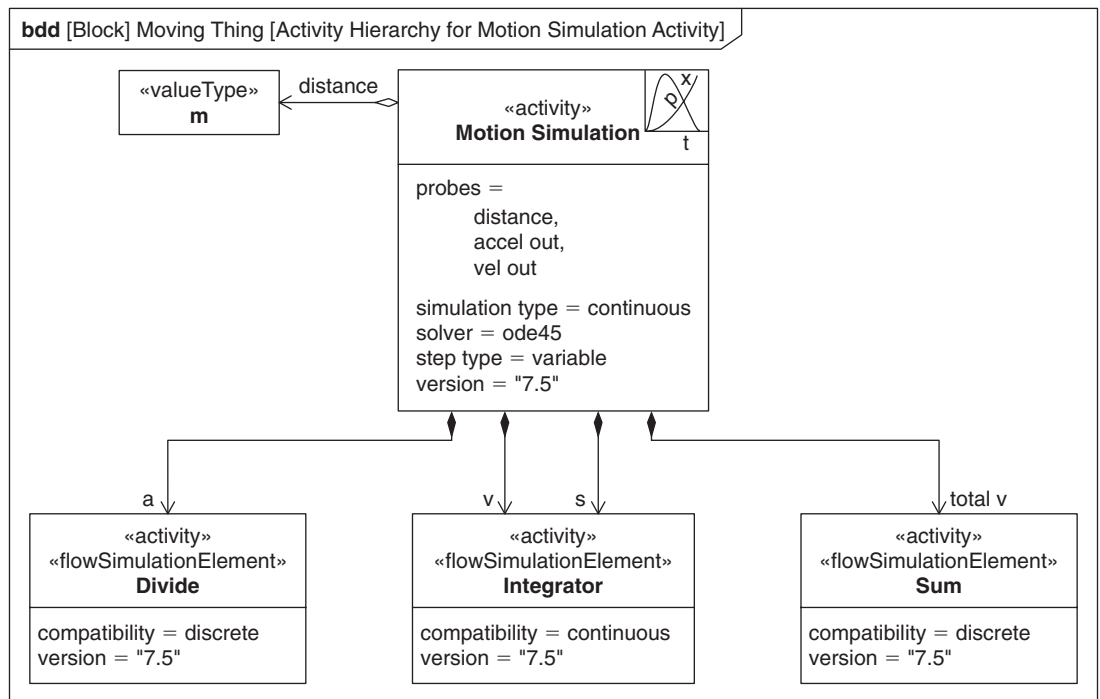 bdd [Block] Moving Thing [Activity Hierarchy for Motion Simulation Activity]
«valueType»
m
distance
«activity»
Motion Simulation
x
p
t
probes =
distance,
accel out,
vel out
simulation type = continuous
solver = ode45
step type = variable
version = "7.5"
a
v
s
total v
«activity»
«flowSimulationElement»
Divide
compatibility = discrete
version = "7.5"
«activity»
«flowSimulationElement»
Integrator
compatibility = continuous
version = "7.5"
«activity»
«flowSimulationElement»
Sum
compatibility = discrete
version = "7.5"